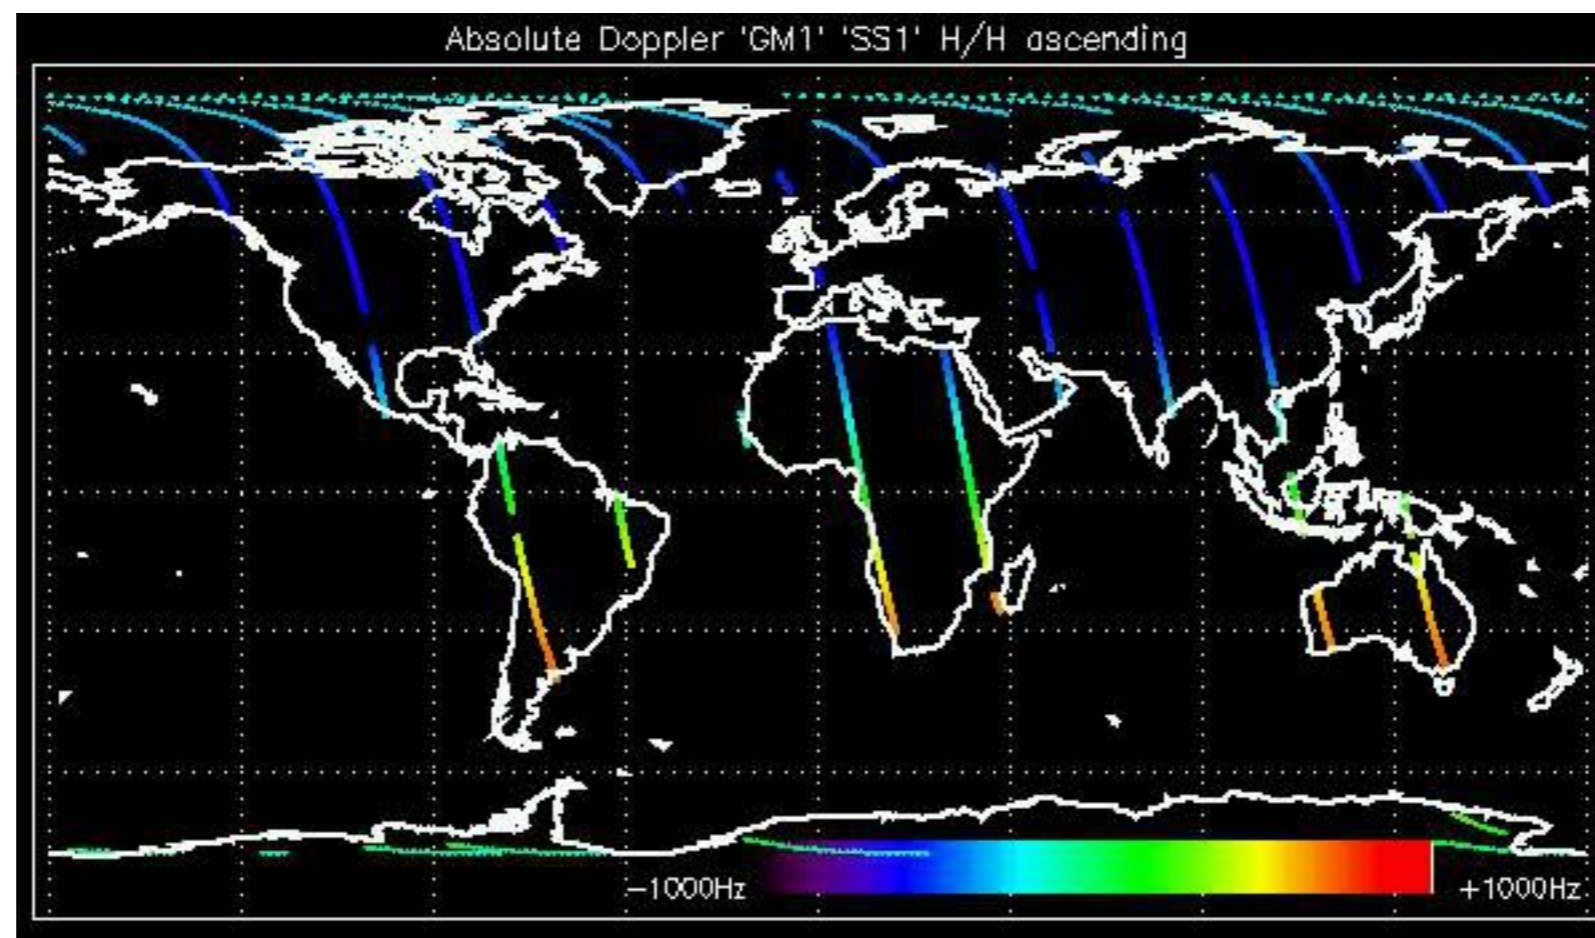 Absolute Doppler 'GM1' 'SS1' H/H ascending
−1000Hz
+1000Hz